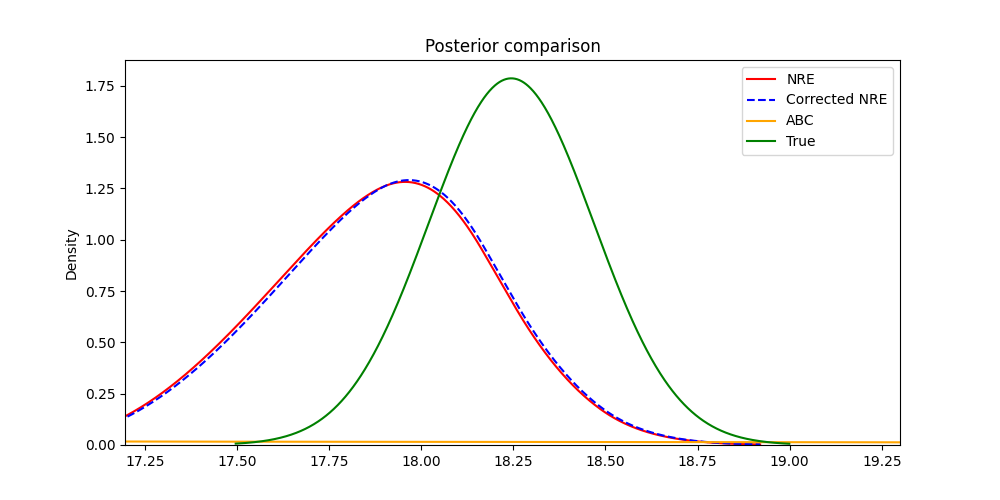 Posterior comparison
NRE
Corrected NRE
ABC
True
Density
1.75
1.50
1.25
1.00
0.75
0.50
0.25
0.00
17.25 17.50 17.75 18.00 18.25 18.50 18.75 19.00 19.25